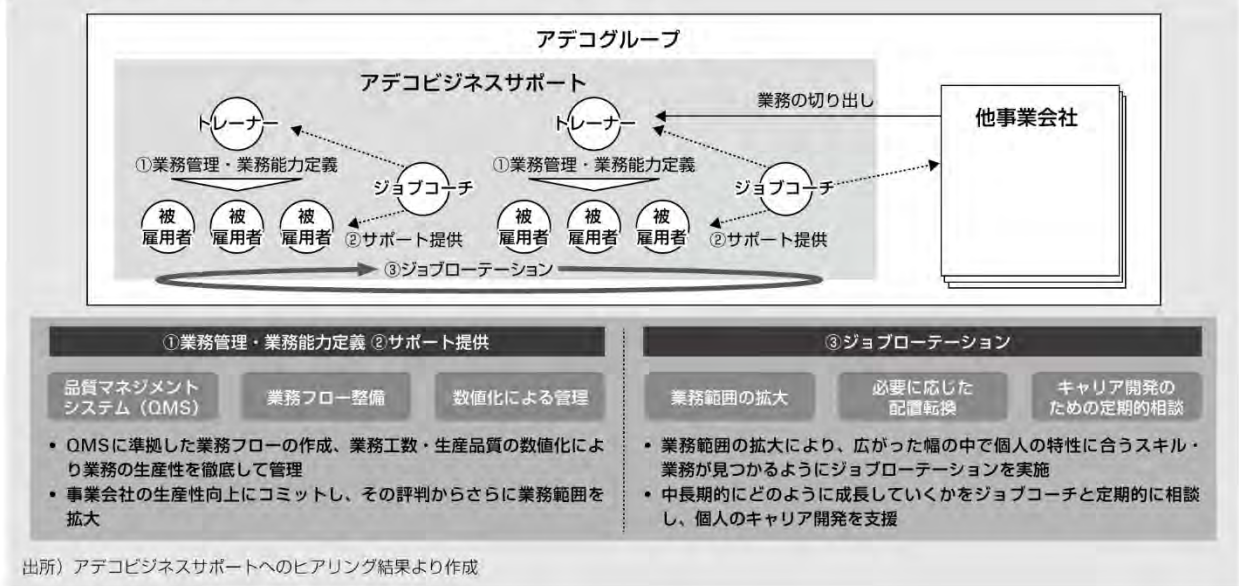 アデコグループ
アデコビジネスサポート
業務の切り出し
他事業会社
トレーナー
トレーナー
①業務管理・業務能力定義
①業務管理・業務能力定義
ジョブコーチ
ジョブコーチ
被
雇用者
被
雇用者
被
雇用者
②サポート提供
被
雇用者
被
雇用者
被
雇用者
②サポート提供
③ジョブローテーション
①業務管理・業務能力定義 ②サポート提供
品質マネジメント
システム（QMS）
業務フロー整備
数値化による管理
• QMSに準拠した業務フローの作成、業務工数・生産品質の数値化によ
り業務の生産性を徹底して管理
• 事業会社の生産性向上にコミットし、その評判からさらに業務範囲を
拡大
③ジョブローテーション
業務範囲の拡大
必要に応じた
配置転換
キャリア開発の
ための定期的相談
• 業務範囲の拡大により、広がった幅の中で個人の特性に合うスキル・
業務が見つかるようにジョブローテーションを実施
• 中長期的にどのように成長していくかをジョブコーチと定期的に相談
し、個人のキャリア開発を支援
出所）アデコビジネスサポートへのヒアリング結果より作成